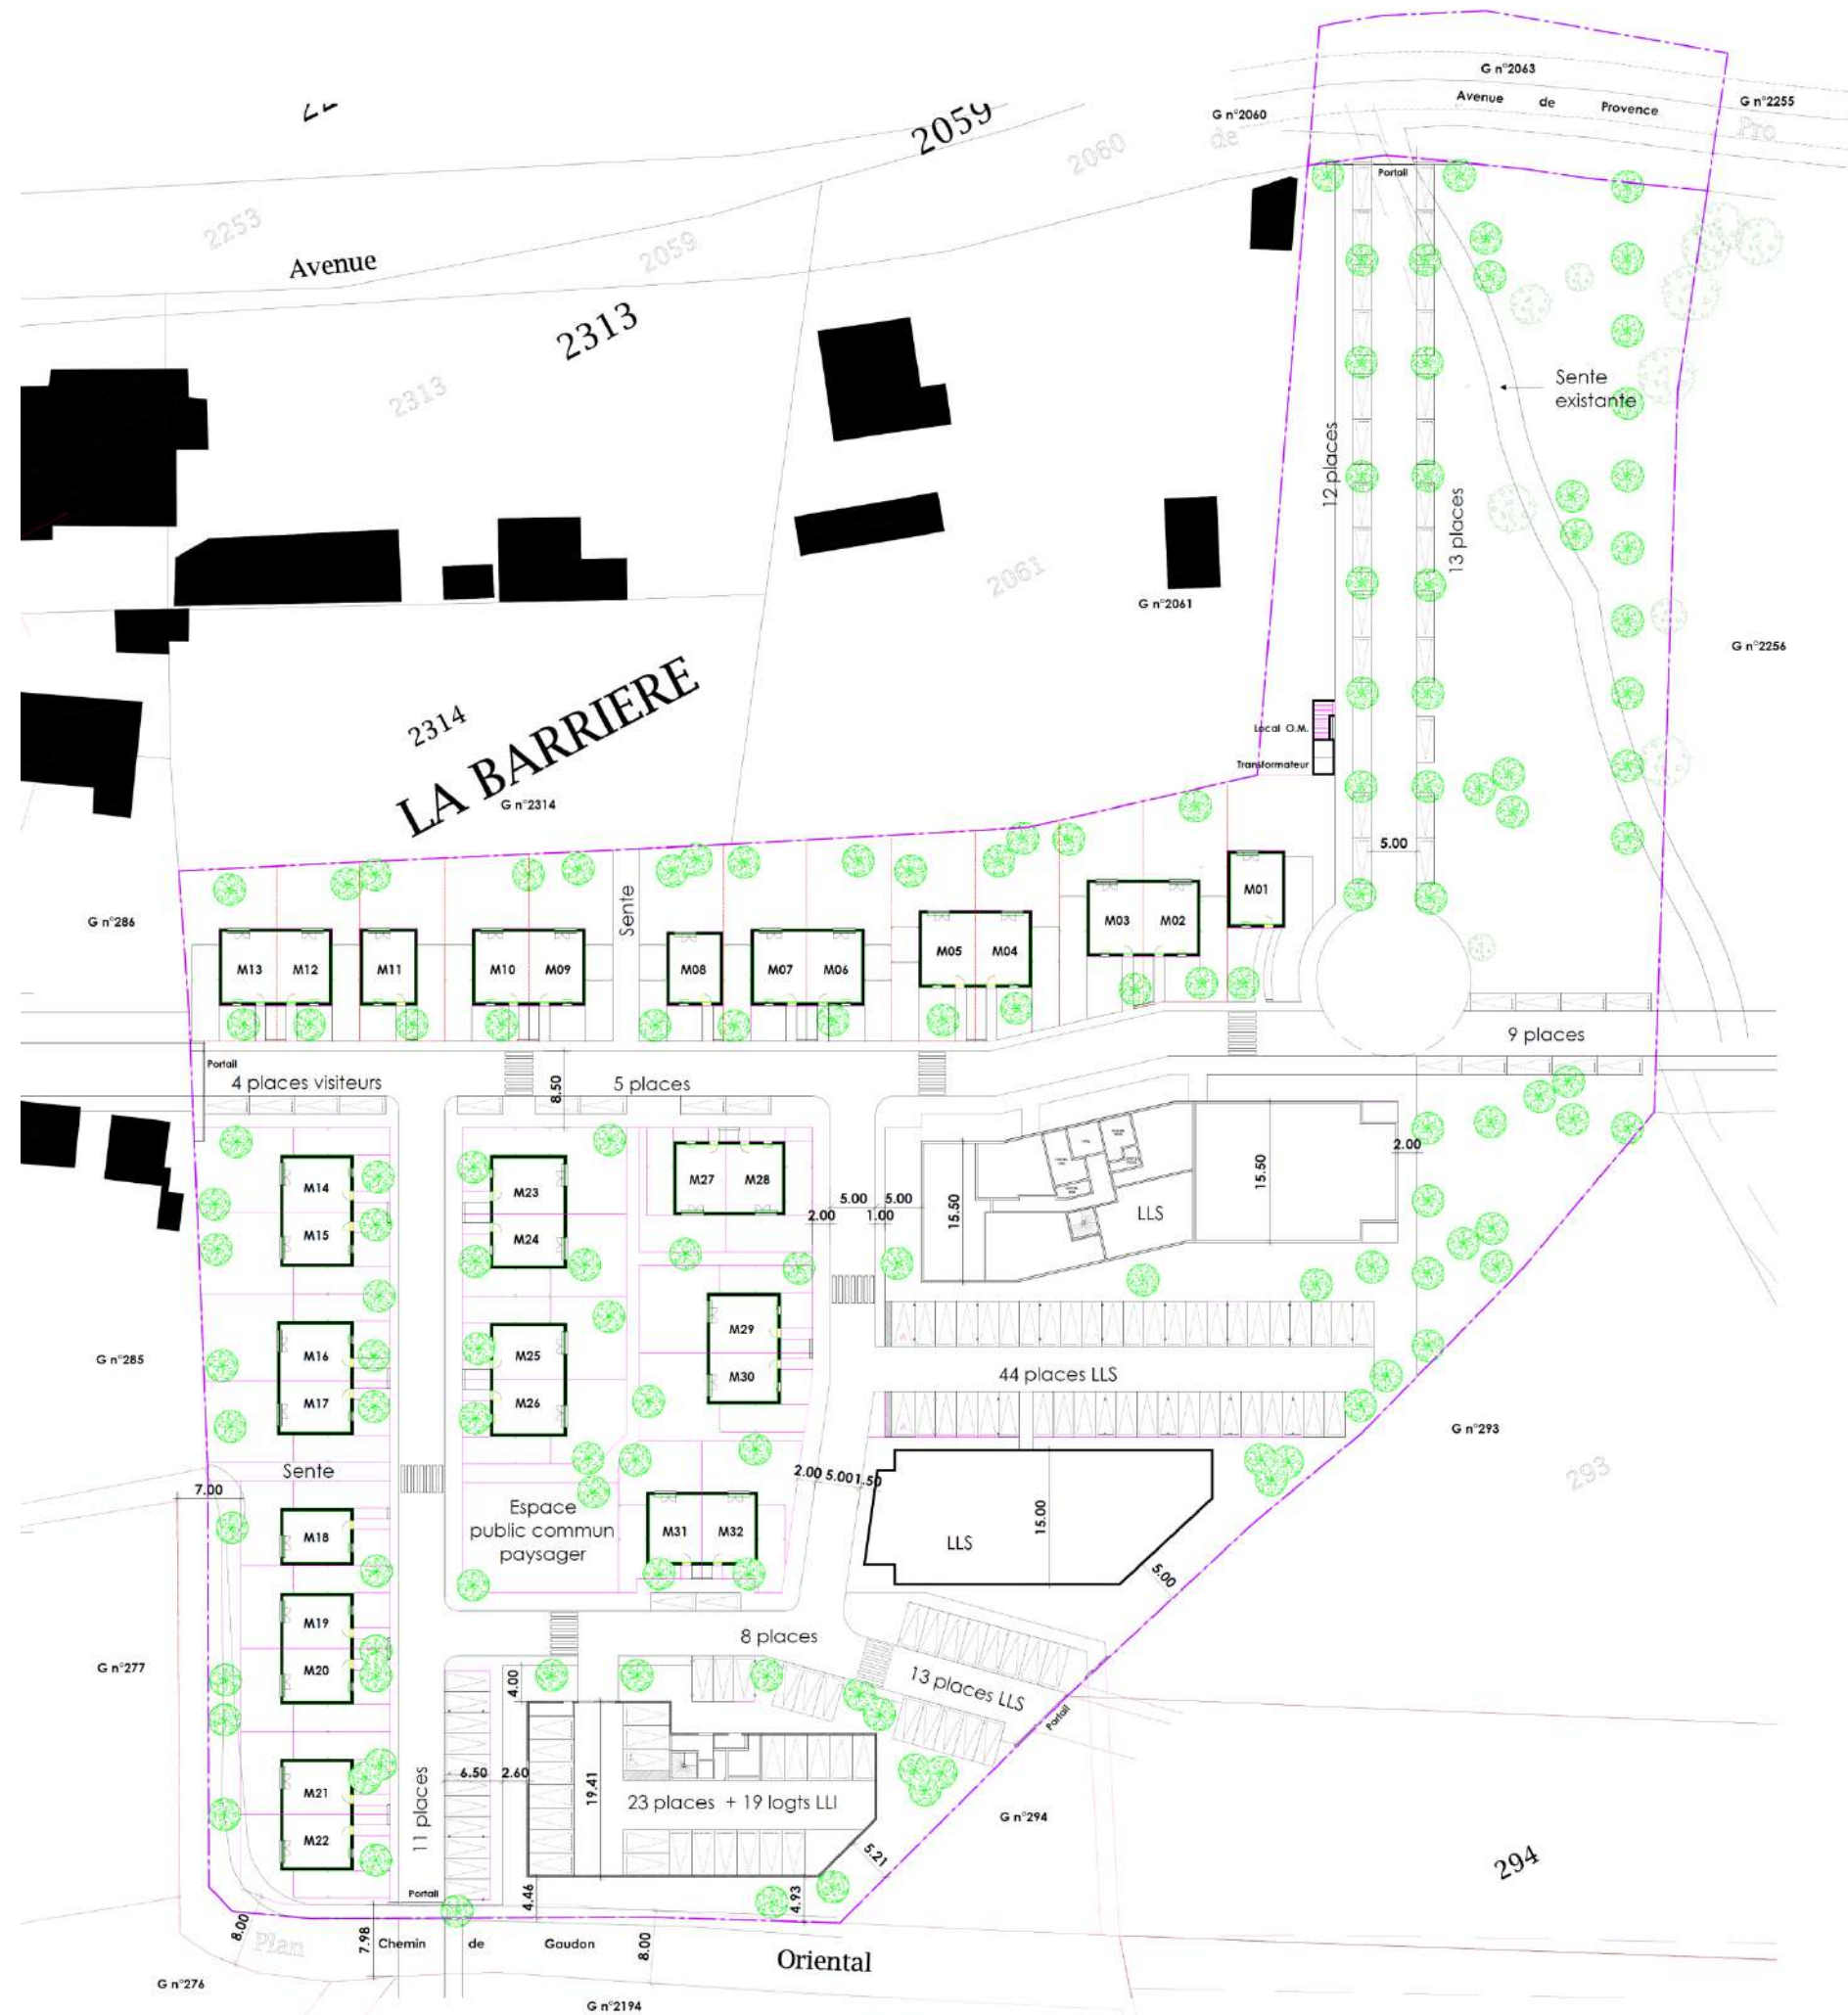 G n°2063
Avenue de Provence
G n°2255
G n°2060
2059
2060
de
Pro
Portail
2253
Avenue
2059
2313
2313
Sente
existante
12 places
13 places
2061
G n°2061
G n°2256
2314
LA BARRIERE
G n°2314
Local O.M.
Transformateur
5.00
G n°286
Sente
M01
M03
M02
M05
M04
M13
M12
M11
M10
M09
M08
M07
M06
9 places
Portail
4 places visiteurs
8.50
5 places
2.00
M14
M15
M23
M24
M27
M28
5.00
5.00
2.00
1.00
15.50
LLS
15.50
G n°285
M16
M17
M25
M26
M29
M30
44 places LLS
G n°293
293
Sente
7.00
2.00
5.00
1.50
Espace
public commun
paysager
M18
M31
M32
15.00
LLS
5.00
M19
M20
8 places
G n°277
4.00
13 places LLS
Portail
M21
M22
11 places
6.50
2.60
19.41
23 places + 19 logts LLI
G n°294
5.21
294
Portail
4.46
4.93
8.00
Plan
7.98
Chemin de Gaudon
8.00
Oriental
G n°276
G n°2194